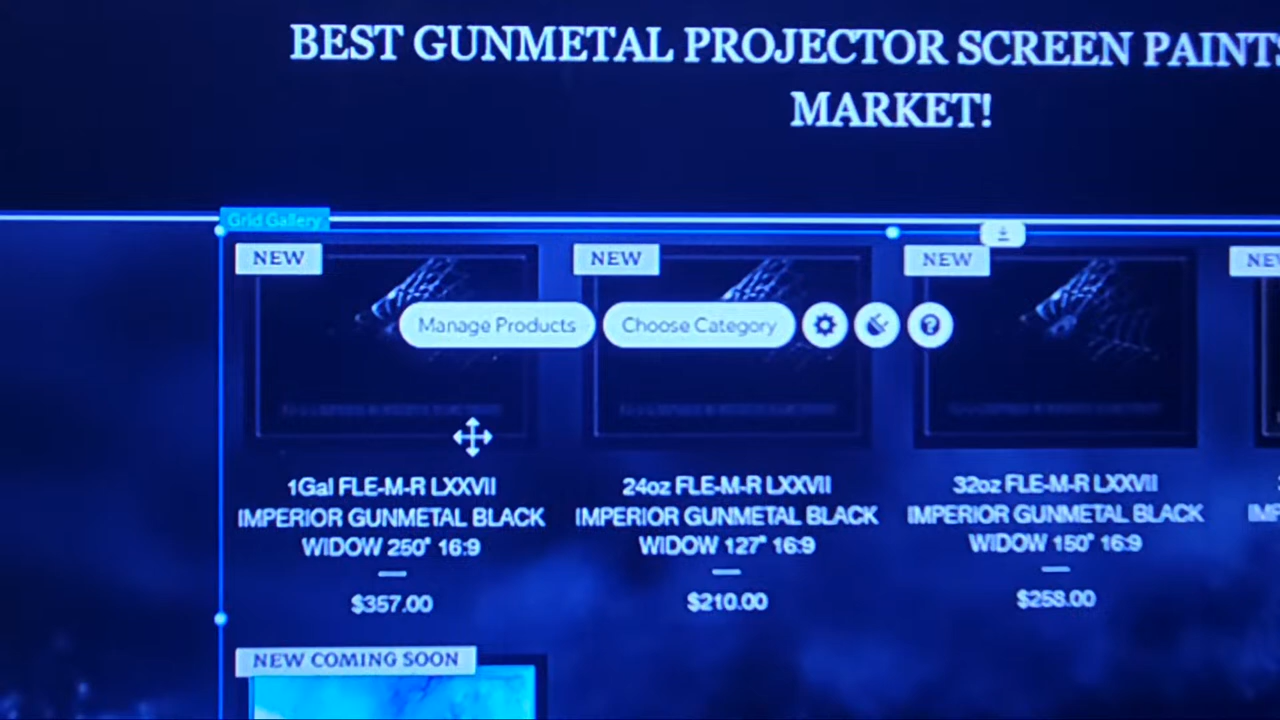 BEST GUNMETAL PROJECTOR SCREEN PAINTS
MARKET!
Grid Gallery
NEW
NEW
NEW
NEW
Manage Products
Choose Category
1Gal FLE-M-R LXXVII
IMPERIOR GUNMETAL BLACK
WIDOW 250" 16:9
$357.00
24oz FLE-M-R LXXVII
IMPERIOR GUNMETAL BLACK
WIDOW 127" 16:9
$210.00
32oz FLE-M-R LXXVII
IMPERIOR GUNMETAL BLACK
WIDOW 150" 16:9
$258.00
NEW COMING SOON